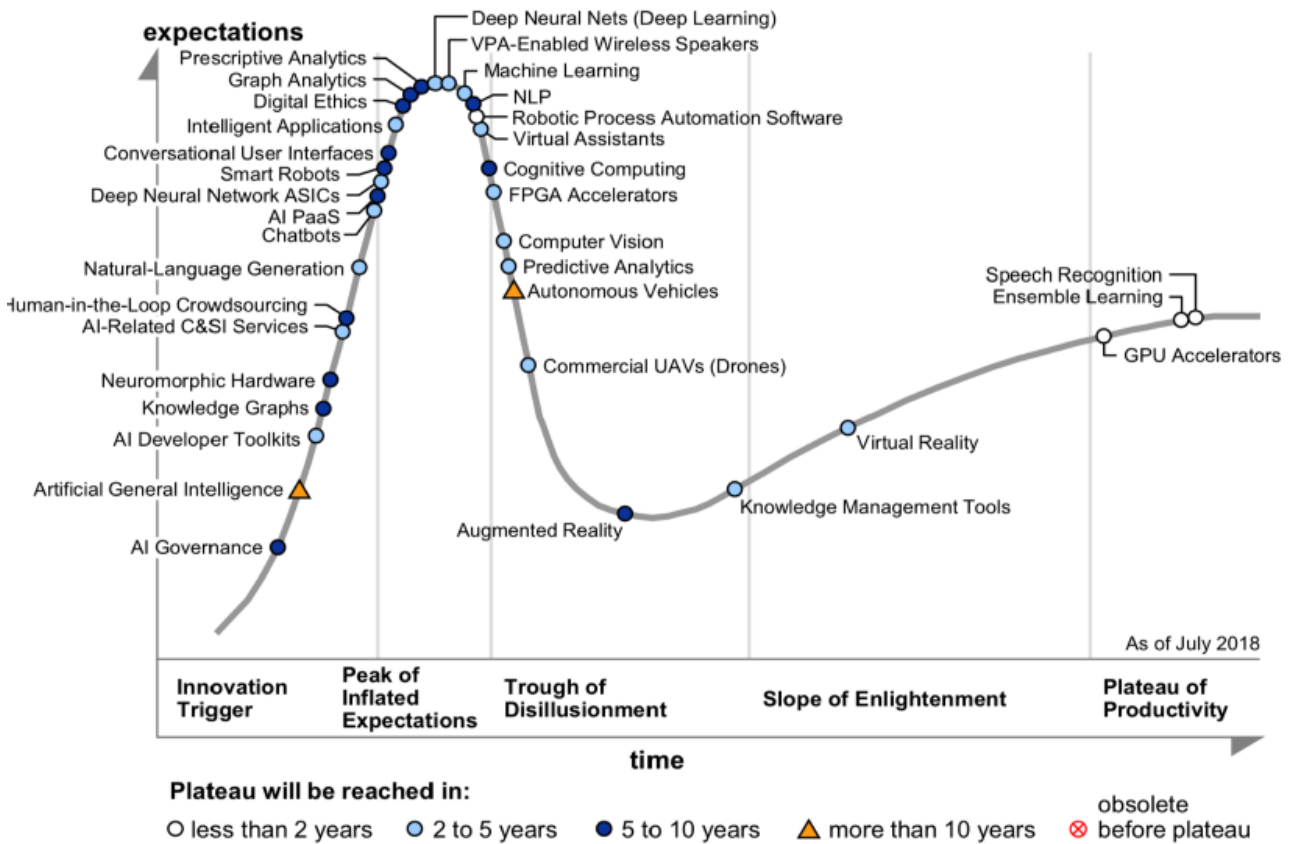 expectations
Deep Neural Nets (Deep Learning)
VPA-Enabled Wireless Speakers
Prescriptive Analytics
Machine Learning
Graph Analytics
NLP
Digital Ethics
Robotic Process Automation Software
Intelligent Applications
Virtual Assistants
Conversational User Interfaces
Cognitive Computing
Smart Robots
FPGA Accelerators
Deep Neural Network ASICs
AI PaaS
Chatbots
Computer Vision
Natural-Language Generation
Predictive Analytics
Autonomous Vehicles
Human-in-the-Loop Crowdsourcing
AI-Related C&SI Services
Speech Recognition
Ensemble Learning
GPU Accelerators
Commercial UAVs (Drones)
Neuromorphic Hardware
Knowledge Graphs
AI Developer Toolkits
Virtual Reality
Artificial General Intelligence
Knowledge Management Tools
Augmented Reality
AI Governance
As of July 2018
Innovation
Trigger
Peak of
Inflated
Expectations
Trough of
Disillusionment
Slope of Enlightenment
Plateau of
Productivity
time
Plateau will be reached in:
less than 2 years
2 to 5 years
5 to 10 years
more than 10 years
obsolete
before plateau